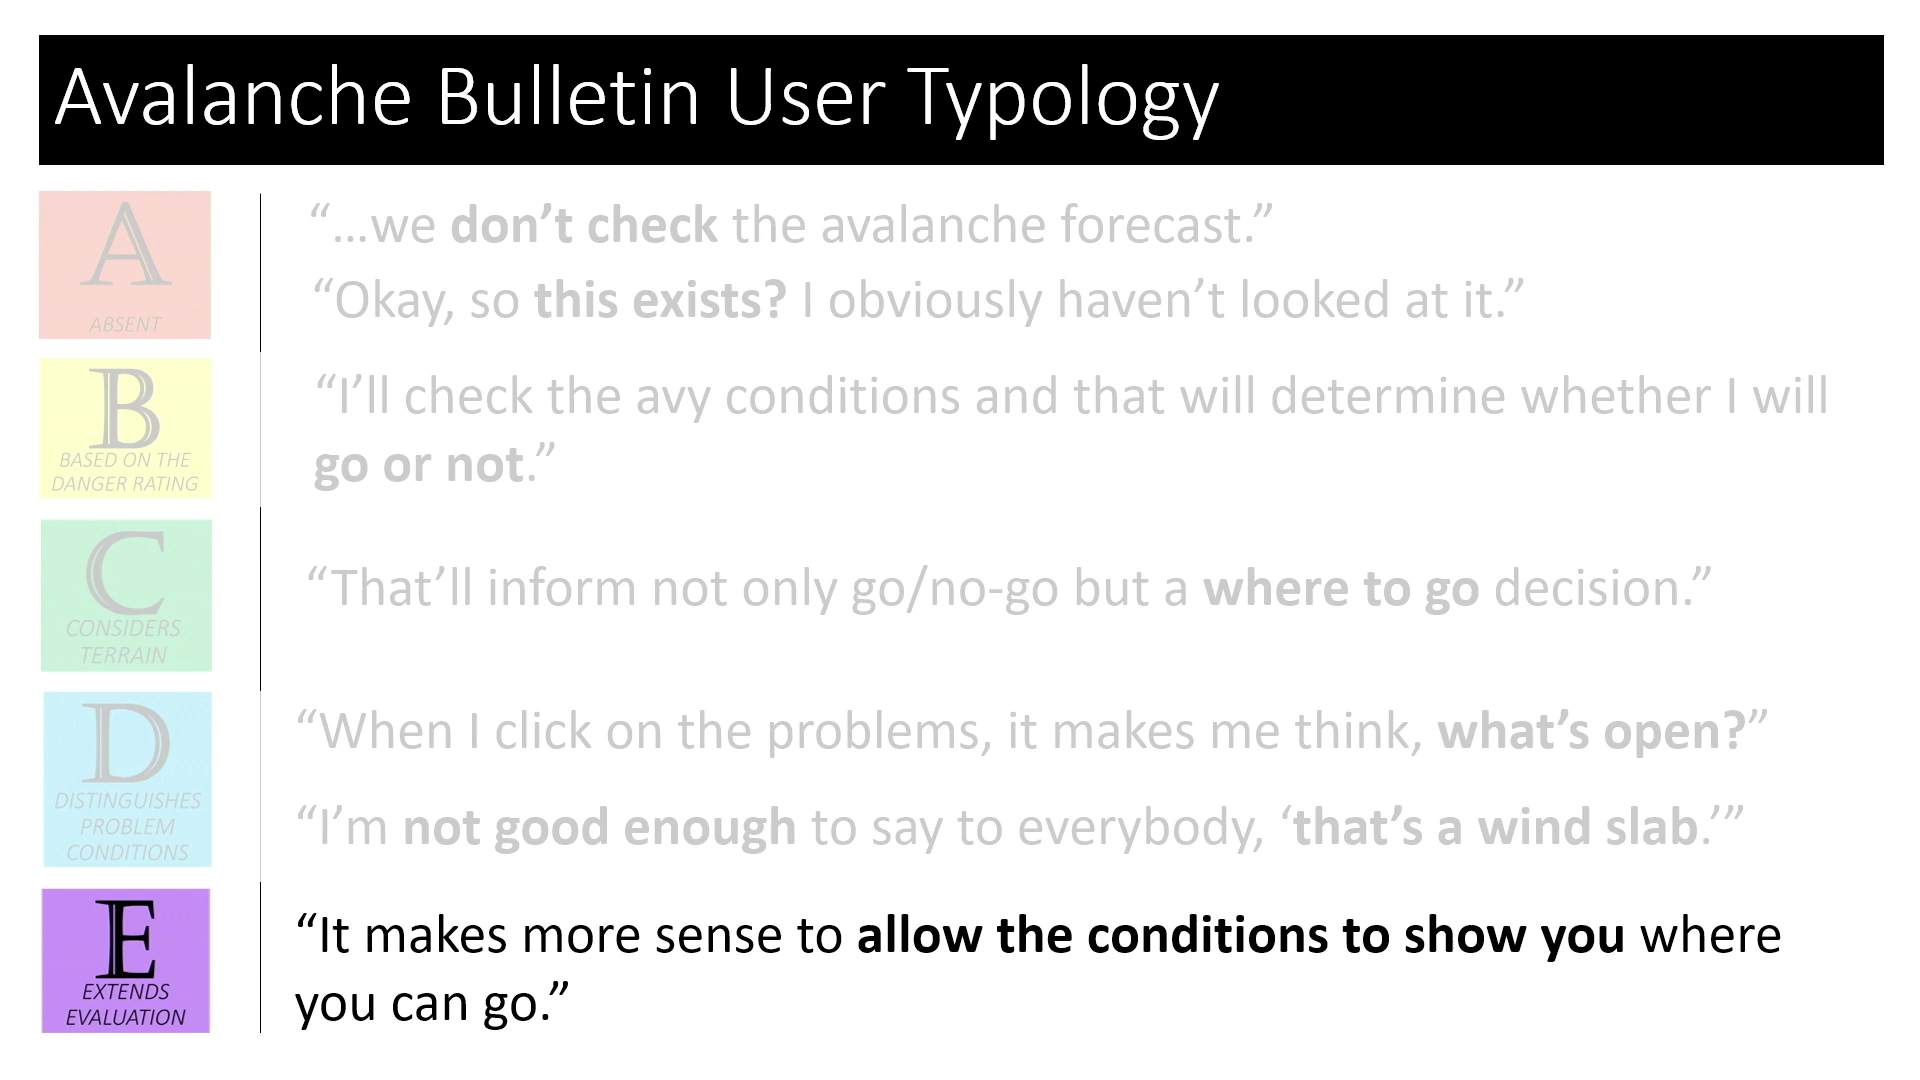 Avalanche Bulletin User Typology
A
ABSENT
“...we don’t check the avalanche forecast.”
“Okay, so this exists? I obviously haven’t looked at it.”
B
BASED ON THE
DANGER RATING
“I’ll check the avy conditions and that will determine whether I will
go or not.”
C
CONSIDERS
TERRAIN
“That’ll inform not only go/no-go but a where to go decision.”
D
DISTINGUISHES
PROBLEM
CONDITIONS
“When I click on the problems, it makes me think, what’s open?”
“I’m not good enough to say to everybody, ‘that’s a wind slab.’”
E
EXTENDS
EVALUATION
“It makes more sense to allow the conditions to show you where
you can go.”